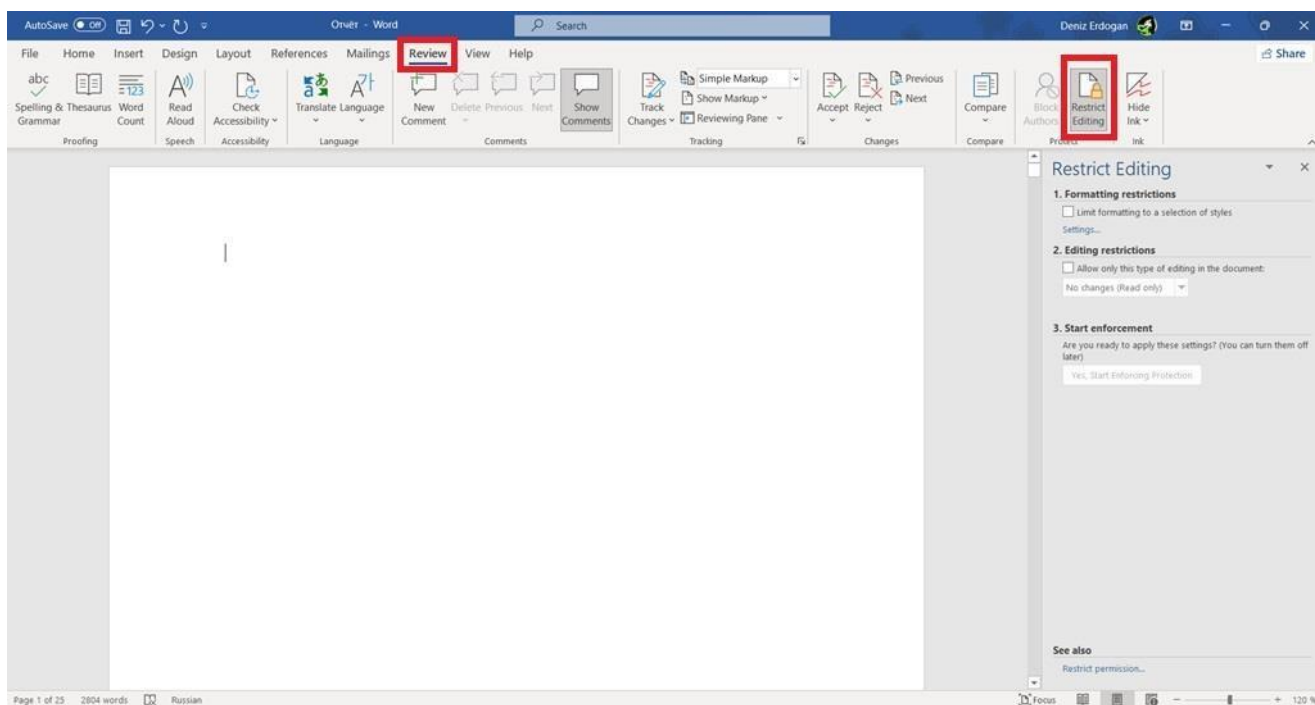 AutoSave Off Отчёт - Word Search Deniz Erdogan
File Home Insert Design Layout References Mailings Review View Help Share
abc
Spelling & Grammar
Thesaurus
Word Count
123
Read Aloud
Check Accessibility
Translate
Language
New Comment
Delete
Previous
Next
Show Comments
Track Changes
Simple Markup
Show Markup
Reviewing Pane
Accept
Reject
Previous
Next
Compare
Block Authors
Restrict Editing
Hide Ink
Proofing Speech Accessibility Language Comments Tracking Changes Compare Protect Ink
Restrict Editing
1. Formatting restrictions
Limit formatting to a selection of styles
Settings...
2. Editing restrictions
Allow only this type of editing in the document:
No changes (Read only)
3. Start enforcement
Are you ready to apply these settings? (You can turn them off
later)
Yes, Start Enforcing Protection
See also
Restrict permission...
Page 1 of 25 2804 words Russian Focus 120 %